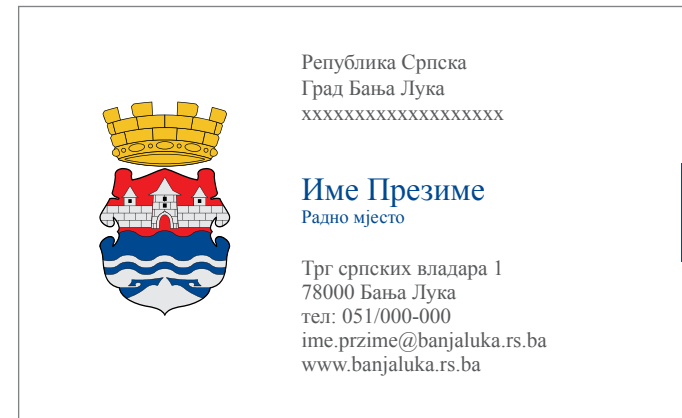 Република Српска
Град Бања Лука
xxxxxxxxxxxxxxxxxxx
Име Презиме
Радно мјесто
Трг српских владара 1
78000 Бања Лука
тел: 051/000-000
ime.przime@banjaluka.rs.ba
www.banjaluka.rs.ba